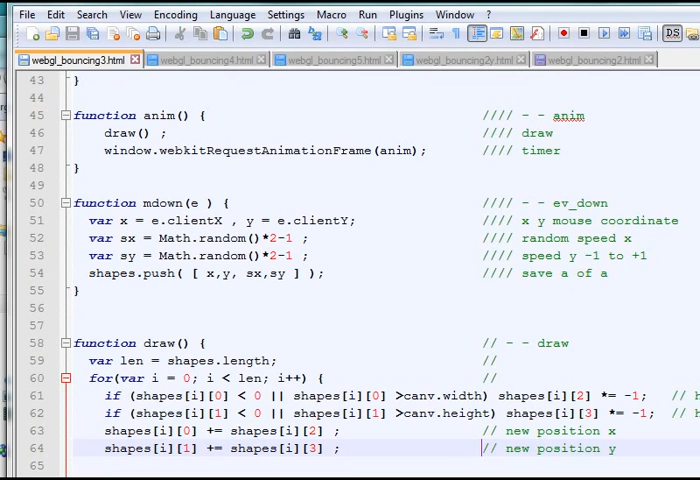 File Edit Search View Encoding Language Settings Macro Run Plugins Window ?
webgl_bouncing3.html webgl_bouncing4.html webgl_bouncing5.html webgl_bouncing2y.html webgl_bouncing2.html
43 }
44
45 function anim() { //// - - anim
46 draw() ; //// draw
47 window.webkitRequestAnimationFrame(anim); //// timer
48 }
49
50 function mdown(e ) { //// - - ev_down
51 var x = e.clientX , y = e.clientY; //// x y mouse coordinate
52 var sx = Math.random()*2-1 ; //// random speed x
53 var sy = Math.random()*2-1 ; //// speed y -1 to +1
54 shapes.push( [ x,y, sx,sy ] ); //// save a of a
55 }
56
57
58 function draw() { // - - draw
59 var len = shapes.length; //
60 for(var i = 0; i < len; i++) { //
61 if (shapes[i][0] < 0 || shapes[i][0] >canv.width) shapes[i][2] *= -1; // h
62 if (shapes[i][1] < 0 || shapes[i][1] >canv.height) shapes[i][3] *= -1; // h
63 shapes[i][0] += shapes[i][2] ; // new position x
64 shapes[i][1] += shapes[i][3] ; // new position y
65